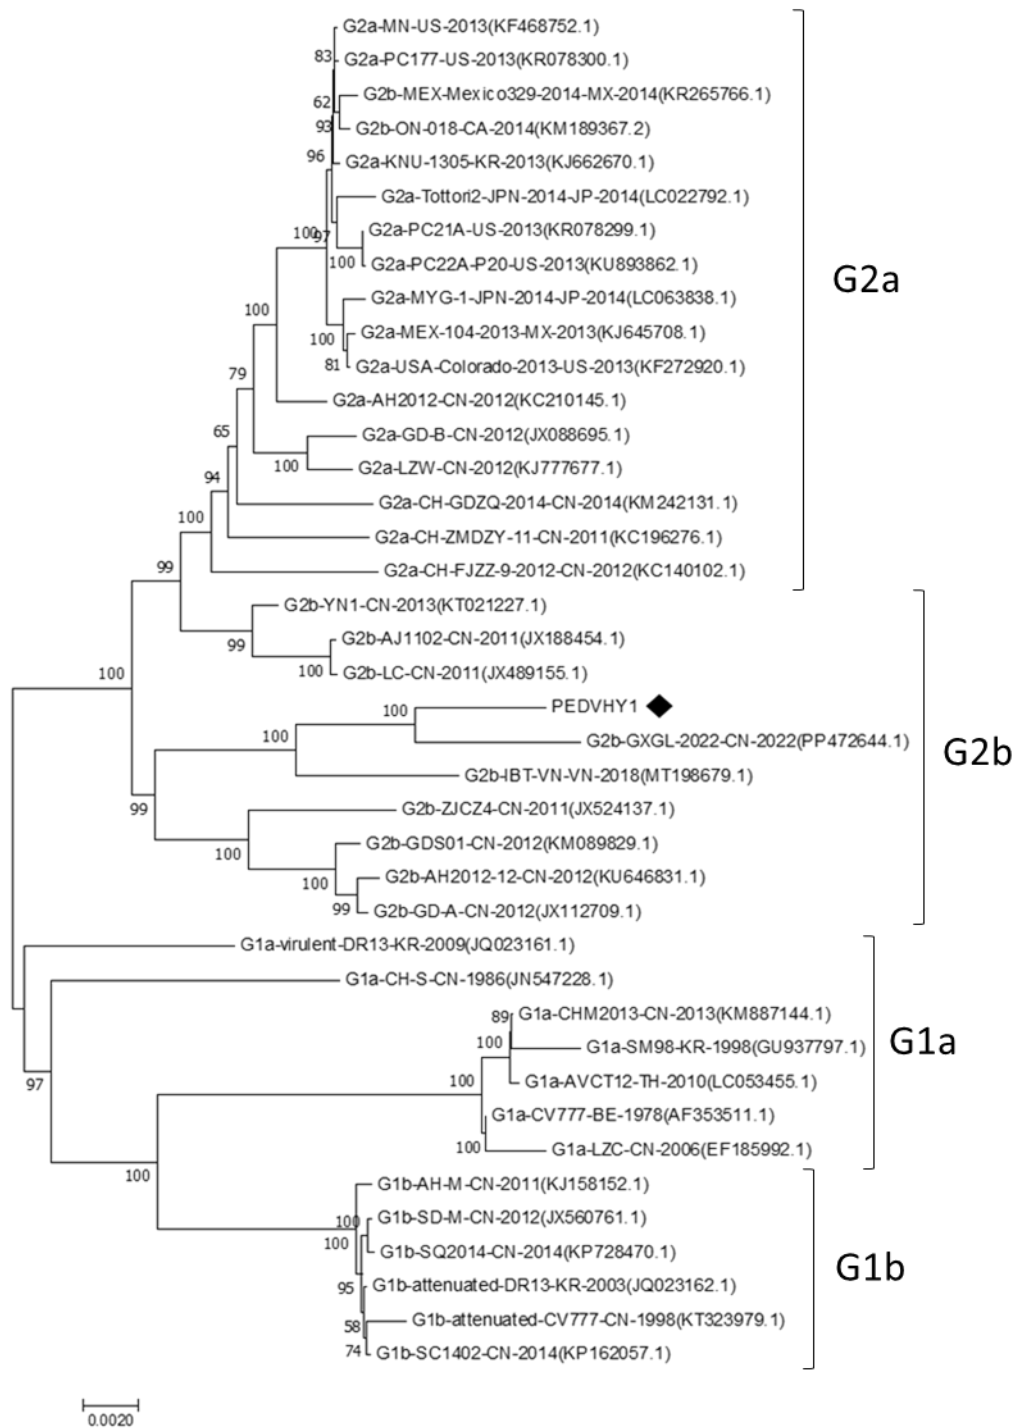 G2a-MN-US-2013(KF468752.1)
83
G2a-PC177-US-2013(KR078300.1)
G2b-MEX-Mexico329-2014-MX-2014(KR265766.1)
62
93
G2b-ON-018-CA-2014(KM189367.2)
96
G2a-KNU-1305-KR-2013(KJ662670.1)
G2a-Tottori2-JPN-2014-JP-2014(LC022792.1)
100
97
G2a-PC21A-US-2013(KR078299.1)
100
G2a-PC22A-P20-US-2013(KU893862.1)
G2a
G2a-MYG-1-JPN-2014-JP-2014(LC063838.1)
100
100
G2a-MEX-104-2013-MX-2013(KJ645708.1)
81
G2a-USA-Colorado-2013-US-2013(KF272920.1)
79
G2a-AH2012-CN-2012(KC210145.1)
65
G2a-GD-B-CN-2012(JX088695.1)
100
G2a-LZW-CN-2012(KJ777677.1)
94
G2a-CH-GDZQ-2014-CN-2014(KM242131.1)
100
G2a-CH-ZMDZY-11-CN-2011(KC196276.1)
99
G2a-CH-FJZZ-9-2012-CN-2012(KC140102.1)
G2b-YN1-CN-2013(KT021227.1)
99
G2b-AJ1102-CN-2011(JX188454.1)
100
100
G2b-LC-CN-2011(JX489155.1)
100
PEDVHY1
100
G2b-GXGL-2022-CN-2022(PP472644.1)
G2b
G2b-IBT-VN-VN-2018(MT198679.1)
99
G2b-ZJCZ4-CN-2011(JX524137.1)
100
G2b-GDS01-CN-2012(KM089829.1)
100
G2b-AH2012-12-CN-2012(KU646831.1)
99
G2b-GD-A-CN-2012(JX112709.1)
G1a-virulent-DR13-KR-2009(JQ023161.1)
G1a-CH-S-CN-1986(JN547228.1)
89
G1a-CHM2013-CN-2013(KM887144.1)
100
G1a-SM98-KR-1998(GU937797.1)
G1a
97
100
G1a-AVCT12-TH-2010(LC053455.1)
G1a-CV777-BE-1978(AF353511.1)
100
G1a-LZC-CN-2006(EF185992.1)
100
G1b-AH-M-CN-2011(KJ158152.1)
100
G1b-SD-M-CN-2012(JX560761.1)
100
G1b-SQ2014-CN-2014(KP728470.1)
G1b
95
G1b-attenuated-DR13-KR-2003(JQ023162.1)
58
G1b-attenuated-CV777-CN-1998(KT323979.1)
74
G1b-SC1402-CN-2014(KP162057.1)
0.0020